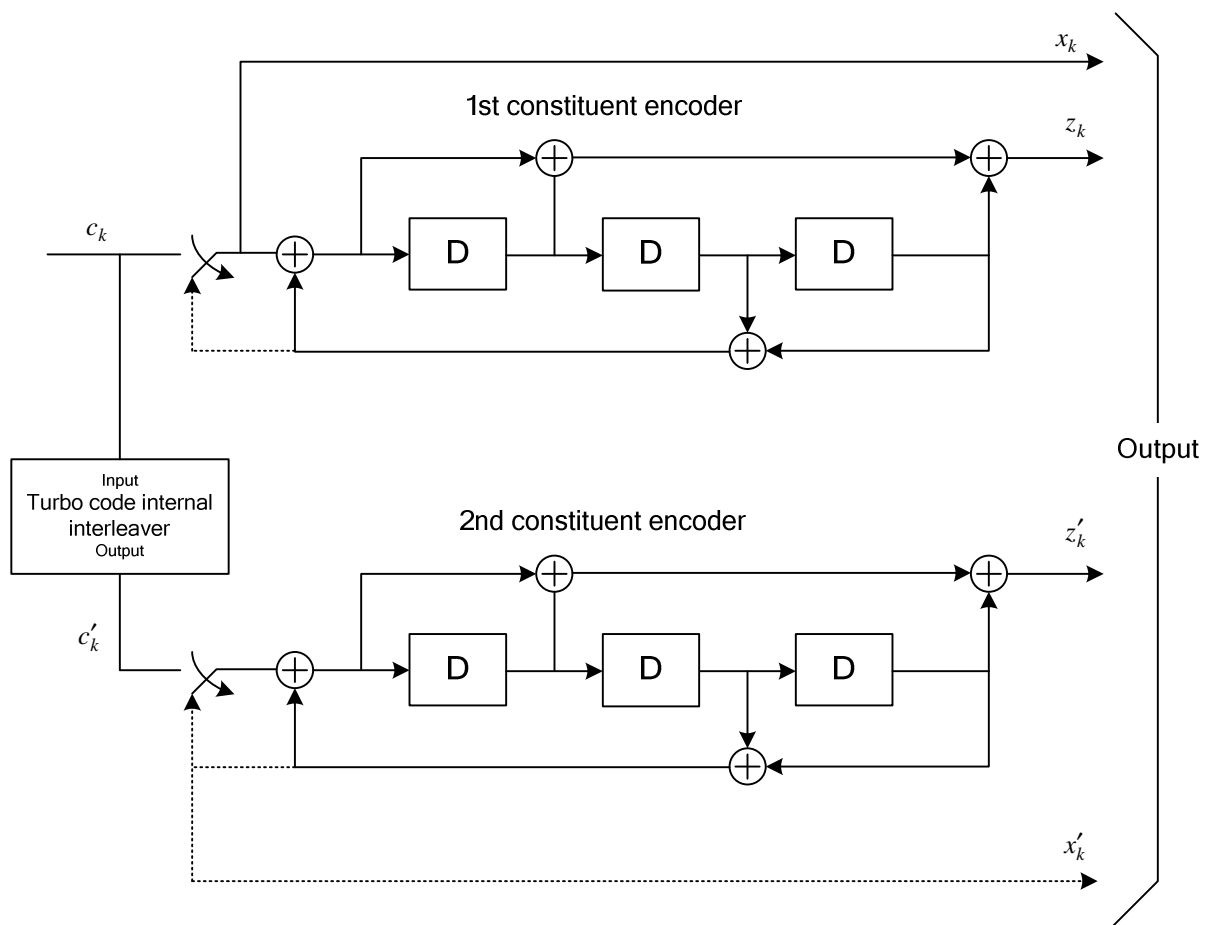 x_k
1st constituent encoder
z_k
c_k
D
D
D
Output
Input
Turbo code internal
interleaver
Output
2nd constituent encoder
z′_k
c′_k
D
D
D
x′_k